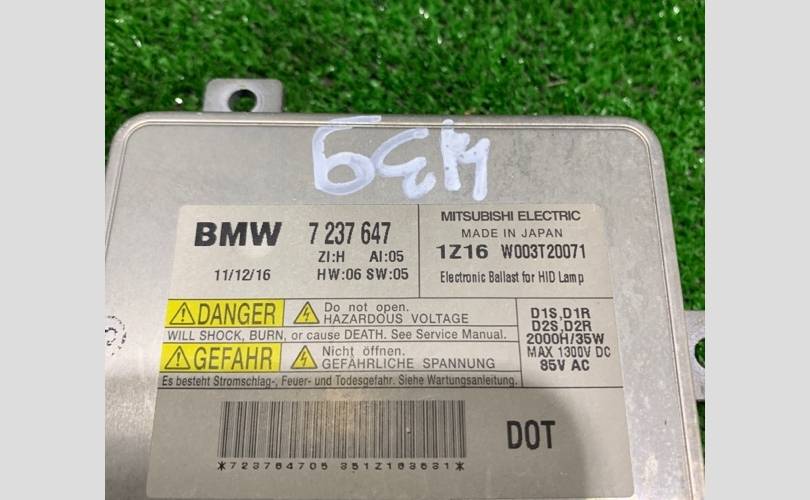 BMW 7 237 647
ZI:H AI:05
11/12/16 HW:06 SW:05
MITSUBISHI ELECTRIC
MADE IN JAPAN
1Z16 W003T20071
Electronic Ballast for HID Lamp
DANGER Do not open.
HAZARDOUS VOLTAGE
WILL SHOCK, BURN, or cause DEATH. See Service Manual.
GEFAHR Nicht öffnen.
GEFÄHRLICHE SPANNUNG
Es besteht Stromschlag-, Feuer- und Todesgefahr. Siehe Wartungsanleitung.
D1S,D1R
D2S,D2R
2000H/35W
MAX 1300V DC
85V AC
*723764705 351Z163631*
DOT